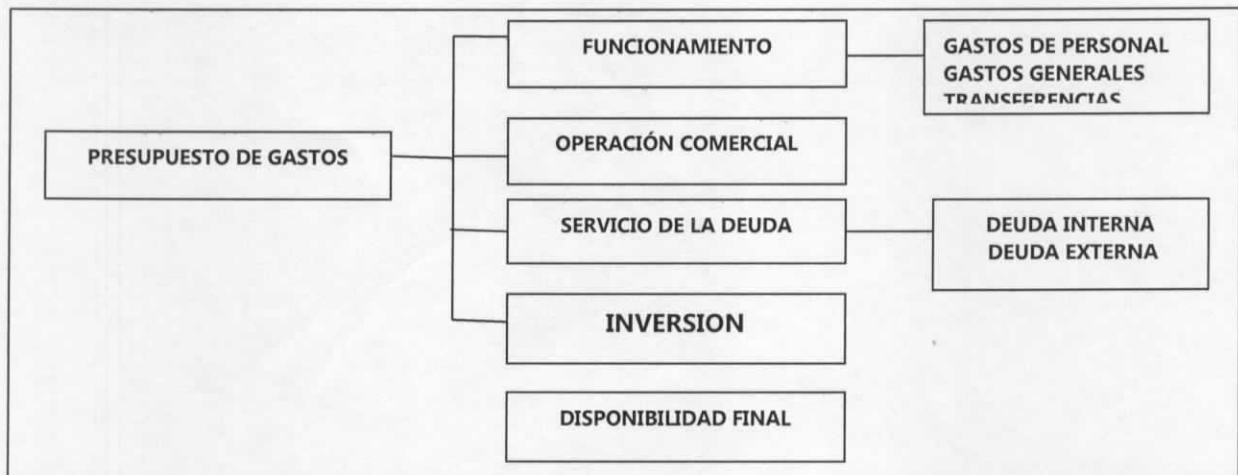 PRESUPUESTO DE GASTOS
FUNCIONAMIENTO
GASTOS DE PERSONAL
GASTOS GENERALES
TRANSFERENCIAS
OPERACIÓN COMERCIAL
SERVICIO DE LA DEUDA
DEUDA INTERNA
DEUDA EXTERNA
INVERSION
DISPONIBILIDAD FINAL